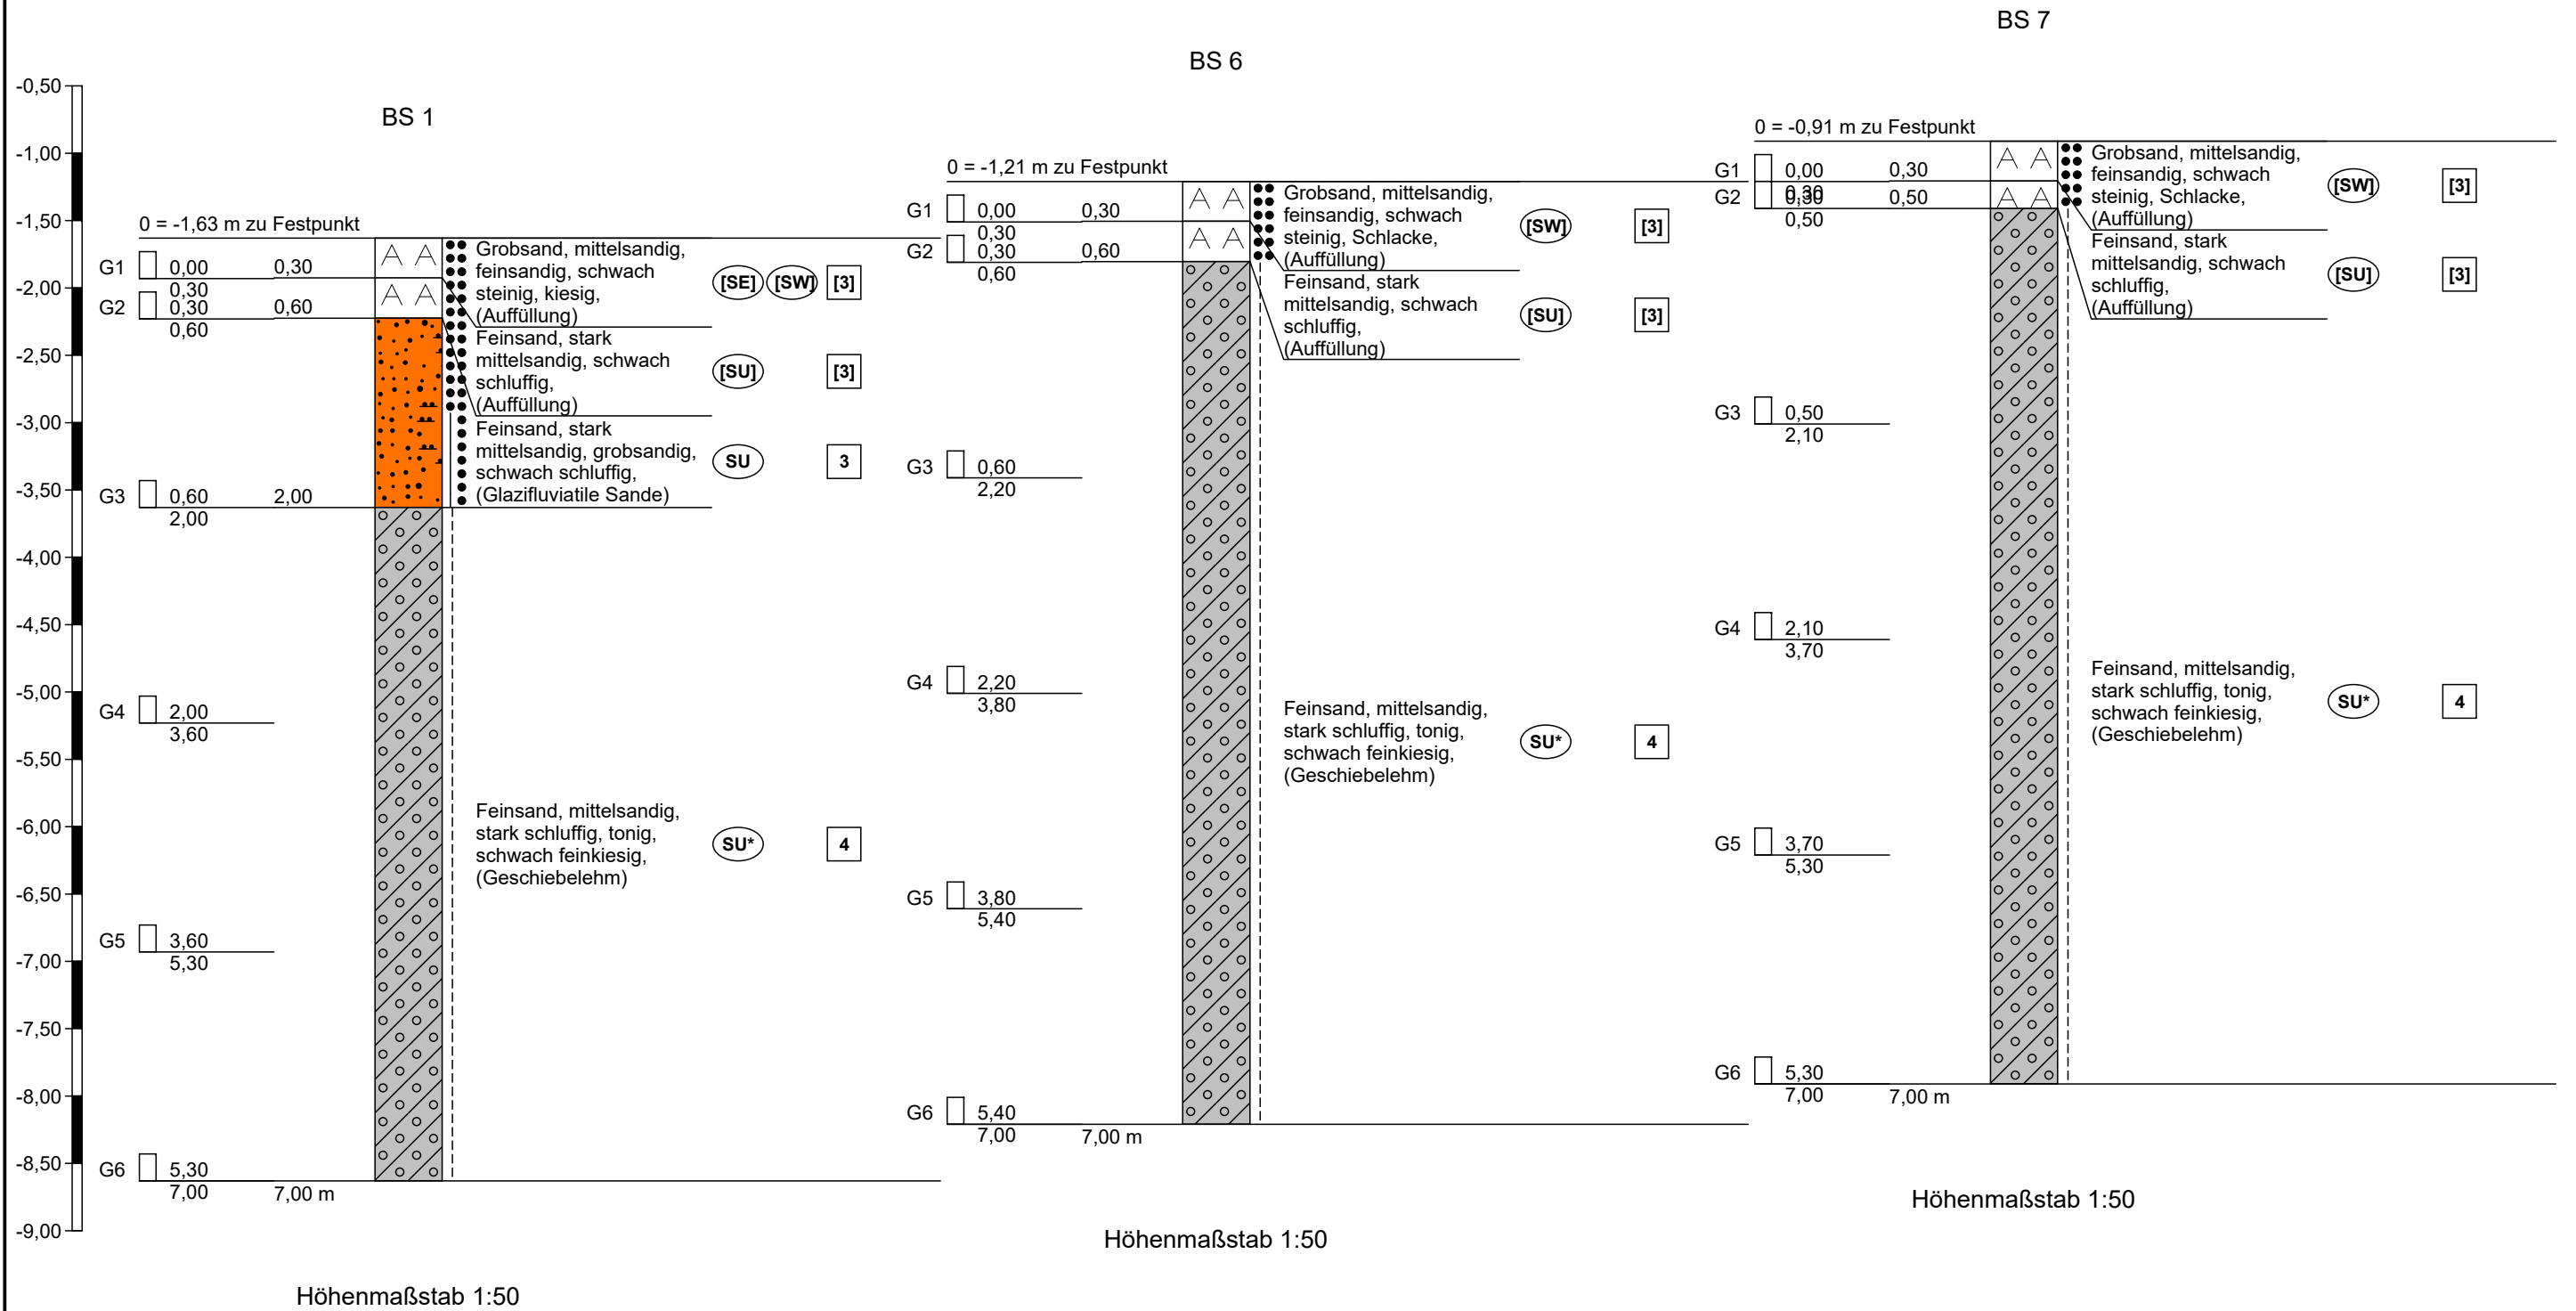 -0,50
-1,00
-1,50
-2,00
-2,50
-3,00
-3,50
-4,00
-4,50
-5,00
-5,50
-6,00
-6,50
-7,00
-7,50
-8,00
-8,50
-9,00
BS 1
0 = -1,63 m zu Festpunkt
G1 0,00 0,30
0,30
G2 0,30 0,60
0,60
G3 0,60 2,00
2,00
G4 2,00
3,60
G5 3,60
5,30
G6 5,30
7,00 7,00 m
A A
A A
Grobsand, mittelsandig,
feinsandig, schwach
steinig, kiesig,
(Auffüllung)
[SE] [SW] [3]
Feinsand, stark
mittelsandig, schwach
schluffig,
(Auffüllung)
[SU] [3]
Feinsand, stark
mittelsandig, grobsandig,
schwach schluffig,
(Glazifluviatile Sande)
SU 3
Feinsand, mittelsandig,
stark schluffig, tonig,
schwach feinkiesig,
(Geschiebelehm)
SU* 4
Höhenmaßstab 1:50
BS 6
0 = -1,21 m zu Festpunkt
G1 0,00 0,30
0,30
G2 0,30 0,60
0,60
G3 0,60
2,20
G4 2,20
3,80
G5 3,80
5,40
G6 5,40
7,00 7,00 m
A A
A A
Grobsand, mittelsandig,
feinsandig, schwach
steinig, Schlacke,
(Auffüllung)
[SW] [3]
Feinsand, stark
mittelsandig, schwach
schluffig,
(Auffüllung)
[SU] [3]
Feinsand, mittelsandig,
stark schluffig, tonig,
schwach feinkiesig,
(Geschiebelehm)
SU* 4
Höhenmaßstab 1:50
BS 7
0 = -0,91 m zu Festpunkt
G1 0,00 0,30
0,30
G2 0,30 0,50
0,50
G3 0,50
2,10
G4 2,10
3,70
G5 3,70
5,30
G6 5,30
7,00 7,00 m
A A
A A
Grobsand, mittelsandig,
feinsandig, schwach
steinig, Schlacke,
(Auffüllung)
[SW] [3]
Feinsand, stark
mittelsandig, schwach
schluffig,
(Auffüllung)
[SU] [3]
Feinsand, mittelsandig,
stark schluffig, tonig,
schwach feinkiesig,
(Geschiebelehm)
SU* 4
Höhenmaßstab 1:50